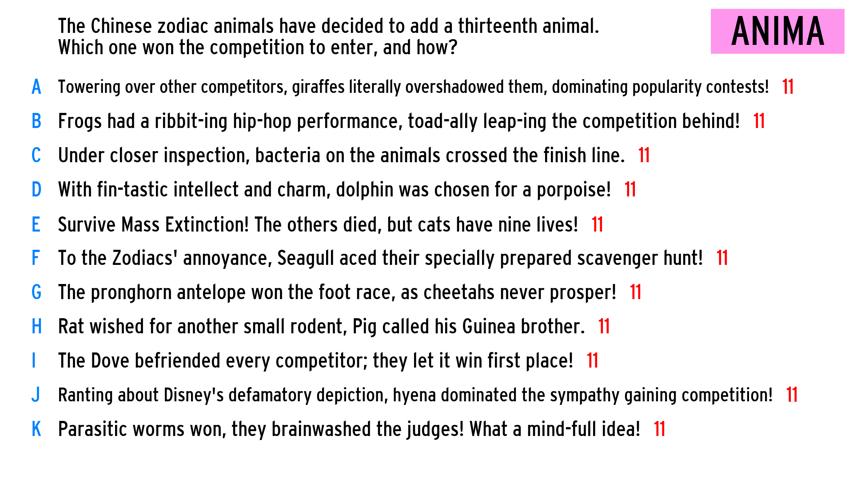 The Chinese zodiac animals have decided to add a thirteenth animal.
Which one won the competition to enter, and how?
ANIMA
A Towering over other competitors, giraffes literally overshadowed them, dominating popularity contests! 11
B Frogs had a ribbit-ing hip-hop performance, toad-ally leap-ing the competition behind! 11
C Under closer inspection, bacteria on the animals crossed the finish line. 11
D With fin-tastic intellect and charm, dolphin was chosen for a porpoise! 11
E Survive Mass Extinction! The others died, but cats have nine lives! 11
F To the Zodiacs' annoyance, Seagull aced their specially prepared scavenger hunt! 11
G The pronghorn antelope won the foot race, as cheetahs never prosper! 11
H Rat wished for another small rodent, Pig called his Guinea brother. 11
I The Dove befriended every competitor; they let it win first place! 11
J Ranting about Disney's defamatory depiction, hyena dominated the sympathy gaining competition! 11
K Parasitic worms won, they brainwashed the judges! What a mind-full idea! 11